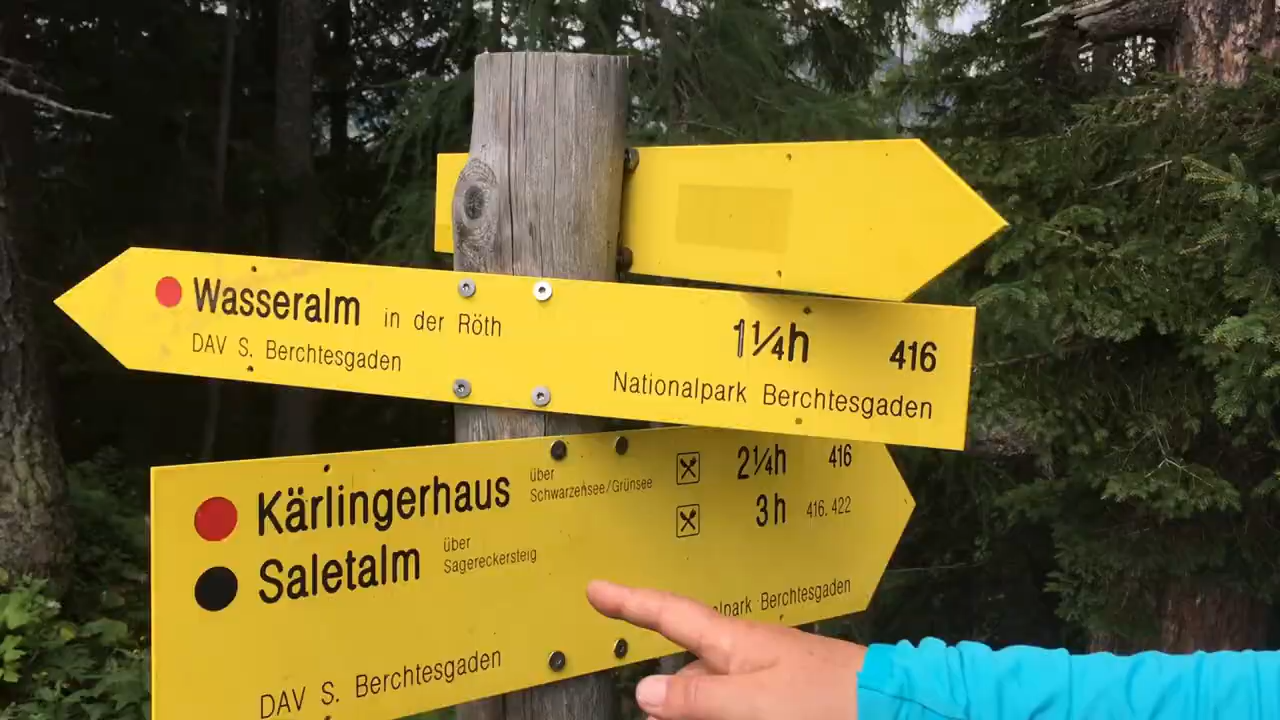 Wasseralm in der Röth 1¼h 416
DAV S. Berchtesgaden
Nationalpark Berchtesgaden
Kärlingerhaus über Schwarzensee/Grünsee 2¼h 416
Saletalm über Sagereckersteig 3h 416.422
Berchtesgaden
DAV S. Berchtesgaden